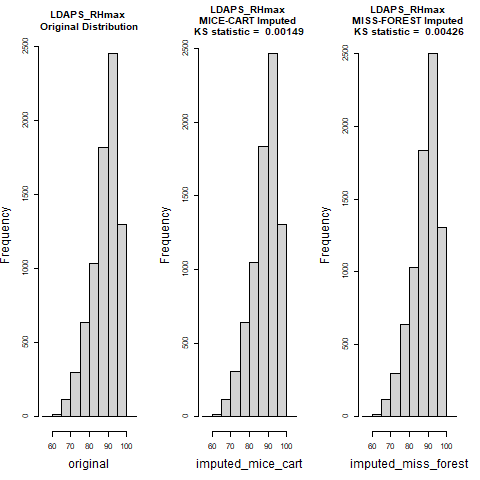 LDAPS_RHmax
Original Distribution
Frequency
0
500
1000
1500
2000
2500
60
70
80
90
100
original
LDAPS_RHmax
MICE-CART Imputed
KS statistic = 0.00149
Frequency
0
500
1000
1500
2000
2500
60
70
80
90
100
imputed_mice_cart
LDAPS_RHmax
MISS-FOREST Imputed
KS statistic = 0.00426
Frequency
0
500
1000
1500
2000
2500
60
70
80
90
100
imputed_miss_forest